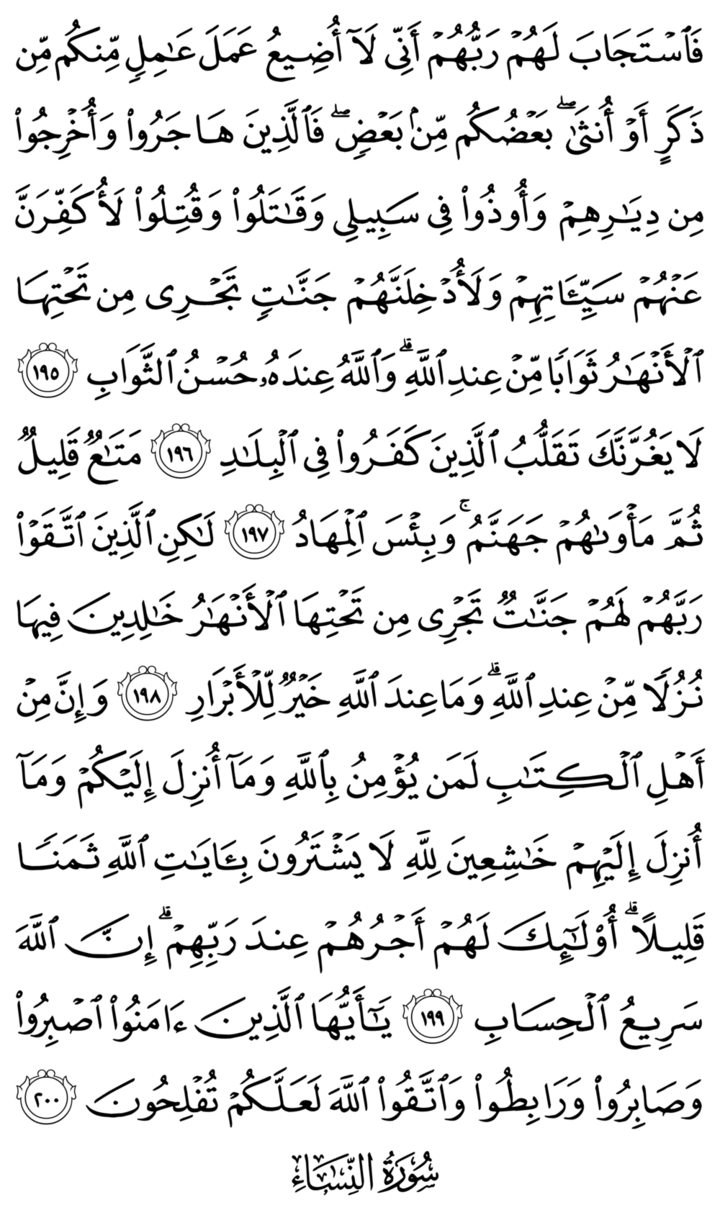 فَٱسْتَجَابَ لَهُمْ رَبُّهُمْ أَنِّي لَآ أُضِيعُ عَمَلَ عَٰمِلٖ مِّنكُم مِّن
ذَكَرٍ أَوْ أُنثَىٰۖ بَعْضُكُم مِّنۢ بَعْضٖۖ فَٱلَّذِينَ هَاجَرُواْ وَأُخْرِجُواْ
مِن دِيَٰرِهِمْ وَأُوذُواْ فِي سَبِيلِي وَقَٰتَلُواْ وَقُتِلُواْ لَأُكَفِّرَنَّ
عَنْهُمْ سَيِّـَٔاتِهِمْ وَلَأُدْخِلَنَّهُمْ جَنَّٰتٖ تَجْرِي مِن تَحْتِهَا
ٱلْأَنْهَٰرُ ثَوَابٗا مِّنْ عِندِ ٱللَّهِۚ وَٱللَّهُ عِندَهُۥ حُسْنُ ٱلثَّوَابِ ١٩٥
لَا يَغُرَّنَّكَ تَقَلُّبُ ٱلَّذِينَ كَفَرُواْ فِي ٱلْبِلَٰدِ ١٩٦ مَتَٰعٞ قَلِيلٞ
ثُمَّ مَأْوَىٰهُمْ جَهَنَّمُۚ وَبِئْسَ ٱلْمِهَادُ ١٩٧ لَٰكِنِ ٱلَّذِينَ ٱتَّقَوْاْ
رَبَّهُمْ لَهُمْ جَنَّٰتٞ تَجْرِي مِن تَحْتِهَا ٱلْأَنْهَٰرُ خَٰلِدِينَ فِيهَا
نُزُلٗا مِّنْ عِندِ ٱللَّهِۗ وَمَا عِندَ ٱللَّهِ خَيْرٞ لِّلْأَبْرَارِ ١٩٨ وَإِنَّ مِنْ
أَهْلِ ٱلْكِتَٰبِ لَمَن يُؤْمِنُ بِٱللَّهِ وَمَآ أُنزِلَ إِلَيْكُمْ وَمَآ
أُنزِلَ إِلَيْهِمْ خَٰشِعِينَ لِلَّهِ لَا يَشْتَرُونَ بِـَٔايَٰتِ ٱللَّهِ ثَمَنٗا
قَلِيلًاۗ أُوْلَٰٓئِكَ لَهُمْ أَجْرُهُمْ عِندَ رَبِّهِمْۗ إِنَّ ٱللَّهَ
سَرِيعُ ٱلْحِسَابِ ١٩٩ يَٰٓأَيُّهَا ٱلَّذِينَ ءَامَنُواْ ٱصْبِرُواْ
وَصَابِرُواْ وَرَابِطُواْ وَٱتَّقُواْ ٱللَّهَ لَعَلَّكُمْ تُفْلِحُونَ ٢٠٠
سُورَةُ النِّسَاءِ